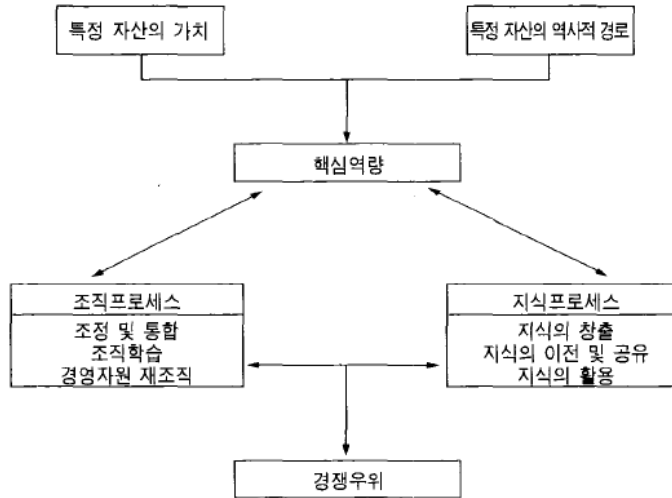 특정 자산의 가치
특정 자산의 역사적 경로
핵심역량
조직프로세스
조정 및 통합
조직학습
경영자원 재조직
지식프로세스
지식의 창출
지식의 이전 및 공유
지식의 활용
경쟁우위